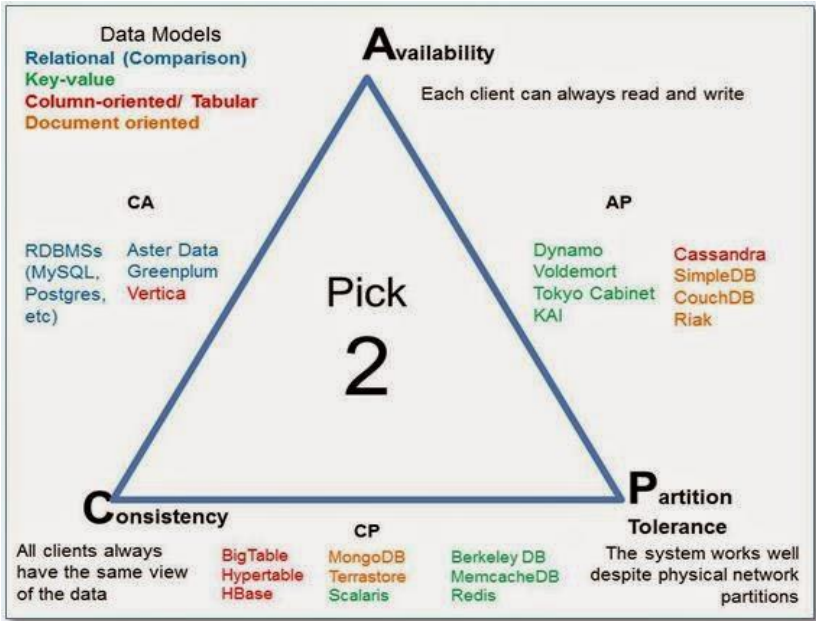 Data Models
Relational (Comparison)
Key-value
Column-oriented/ Tabular
Document oriented
Availability
Each client can always read and write
CA
RDBMSs
(MySQL,
Postgres,
etc)
Aster Data
Greenplum
Vertica
Pick
2
AP
Dynamo
Voldemort
Tokyo Cabinet
KAI
Cassandra
SimpleDB
CouchDB
Riak
Consistency
All clients always
have the same view
of the data
CP
BigTable
Hypertable
HBase
MongoDB
Terrastore
Scalaris
Berkeley DB
MemcacheDB
Redis
Partition
Tolerance
The system works well
despite physical network
partitions